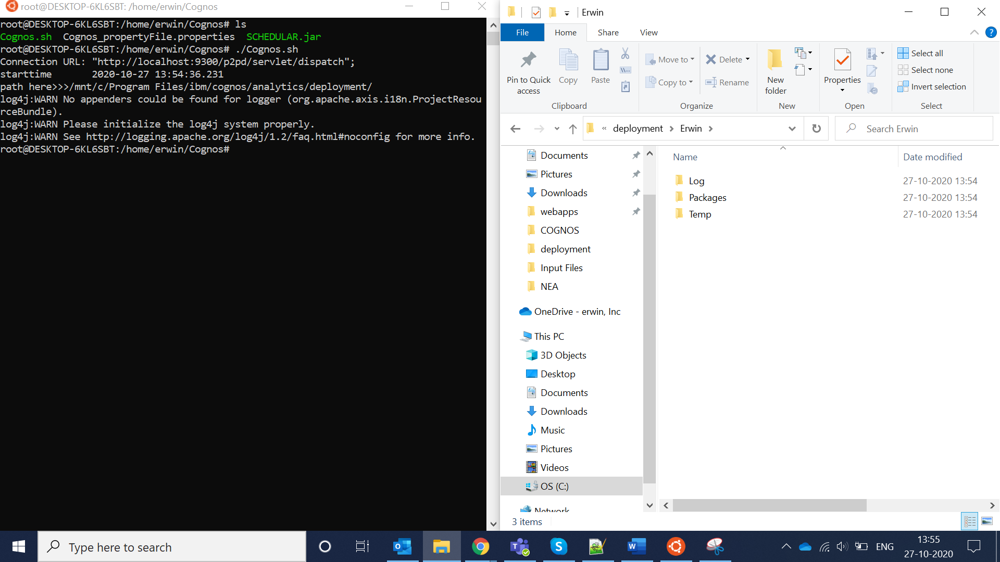 root@DESKTOP-6KL6SBT: /home/erwin/Cognos
root@DESKTOP-6KL6SBT:/home/erwin/Cognos# ls
Cognos.sh  Cognos_propertyFile.properties  SCHEDULAR.jar
root@DESKTOP-6KL6SBT:/home/erwin/Cognos# ./Cognos.sh
Connection URL: "http://localhost:9300/p2pd/servlet/dispatch";
starttime       2020-10-27 13:54:36.231
path here>>>/mnt/c/Program Files/ibm/cognos/analytics/deployment/
log4j:WARN No appenders could be found for logger (org.apache.axis.i18n.ProjectResou
rceBundle).
log4j:WARN Please initialize the log4j system properly.
log4j:WARN See http://logging.apache.org/log4j/1.2/faq.html#noconfig for more info.
root@DESKTOP-6KL6SBT:/home/erwin/Cognos#
Erwin
File Home Share View
Pin to Quick access
Copy
Paste
Move to
Copy to
Delete
Rename
New folder
Properties
Select all
Select none
Invert selection
Clipboard Organize New Open Select
« deployment > Erwin >
Search Erwin
Documents
Pictures
Downloads
webapps
COGNOS
deployment
Input Files
NEA
OneDrive - erwin, Inc
This PC
3D Objects
Desktop
Documents
Downloads
Music
Pictures
Videos
OS (C:)
Network
Name Date modified
Log 27-10-2020 13:54
Packages 27-10-2020 13:54
Temp 27-10-2020 13:54
3 items
Type here to search
ENG
13:55
27-10-2020